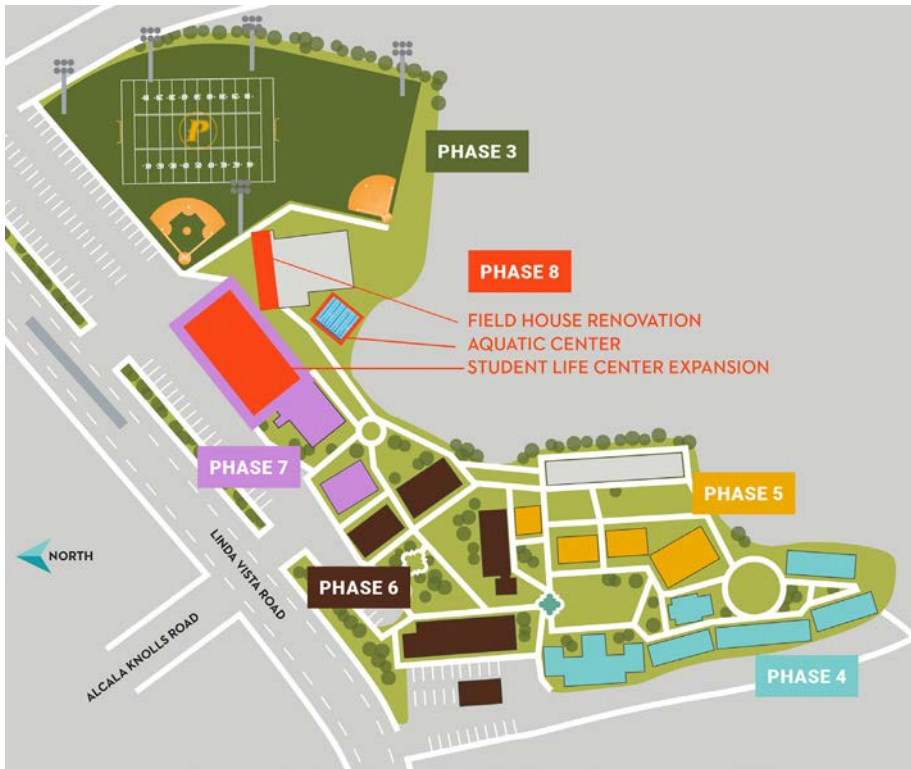 P
PHASE 3
PHASE 8
FIELD HOUSE RENOVATION
AQUATIC CENTER
STUDENT LIFE CENTER EXPANSION
PHASE 7
PHASE 5
NORTH
LINDA VISTA ROAD
PHASE 6
ALCALA KNOLLS ROAD
PHASE 4